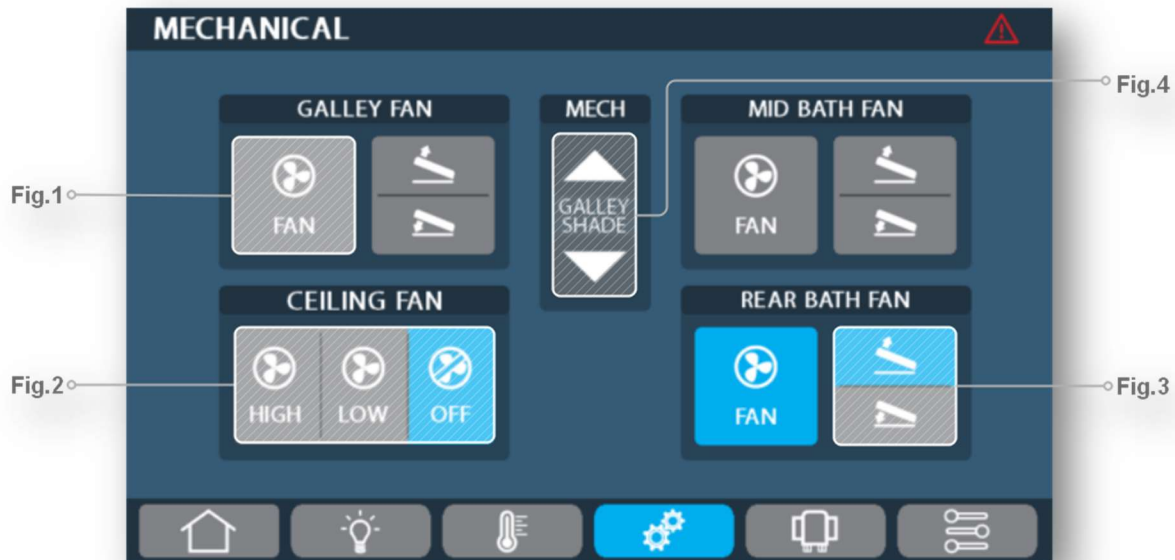 MECHANICAL
Fig.4
GALLEY FAN
MECH
MID BATH FAN
Fig.1
FAN
GALLEY
SHADE
FAN
CEILING FAN
REAR BATH FAN
Fig.2
HIGH
LOW
OFF
FAN
Fig.3